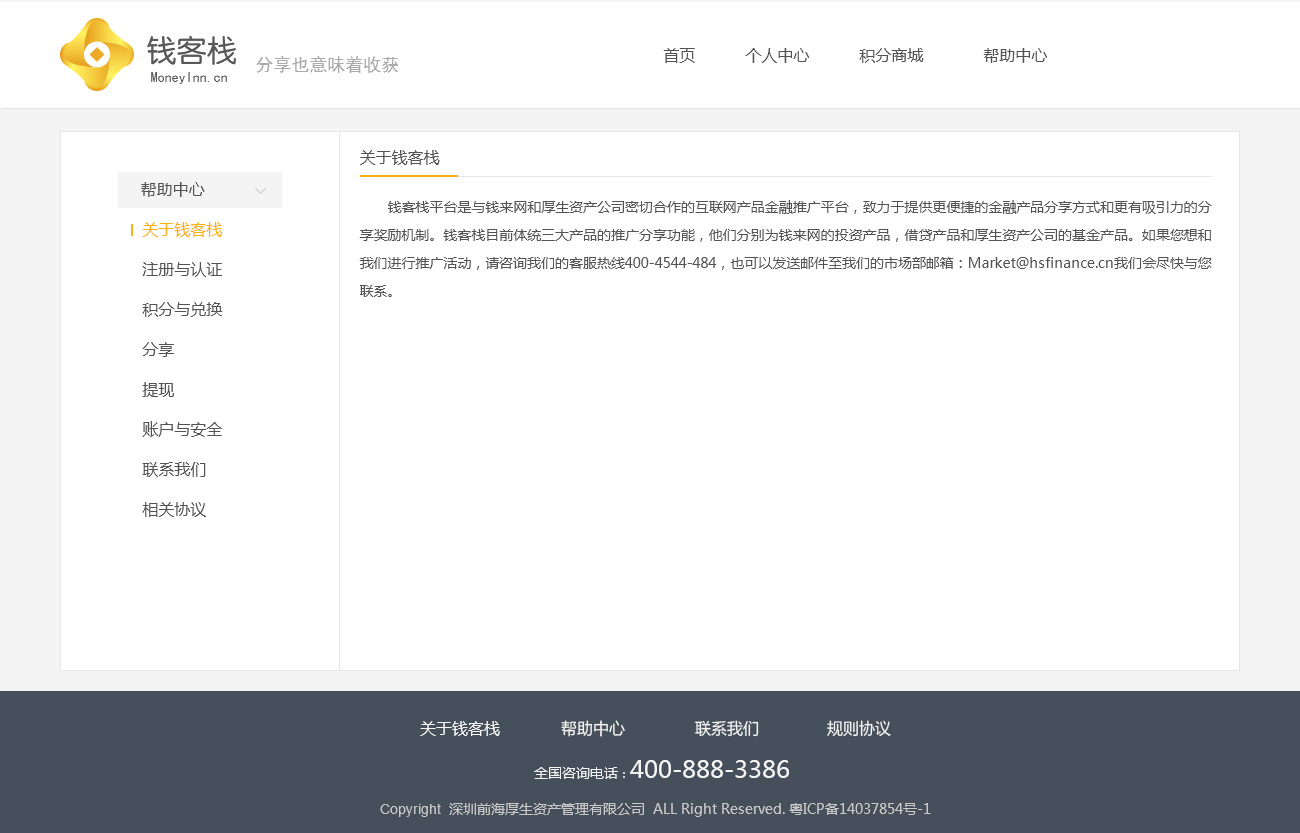 钱客栈
MoneyInn.cn
分享也意味着收获
首页 个人中心 积分商城 帮助中心
帮助中心
关于钱客栈
注册与认证
积分与兑换
分享
提现
账户与安全
联系我们
相关协议
关于钱客栈
钱客栈平台是与钱来网和厚生资产公司密切合作的互联网产品金融推广平台，致力于提供更便捷的金融产品分享方式和更有吸引力的分
享奖励机制。钱客栈目前体统三大产品的推广分享功能，他们分别为钱来网的投资产品，借贷产品和厚生资产公司的基金产品。如果您想和
我们进行推广活动，请咨询我们的客服热线400-4544-484，也可以发送邮件至我们的市场部邮箱：Market@hsfinance.cn我们会尽快与您
联系。
关于钱客栈 帮助中心 联系我们 规则协议
全国咨询电话：400-888-3386
Copyright 深圳前海厚生资产管理有限公司 ALL Right Reserved. 粤ICP备14037854号-1